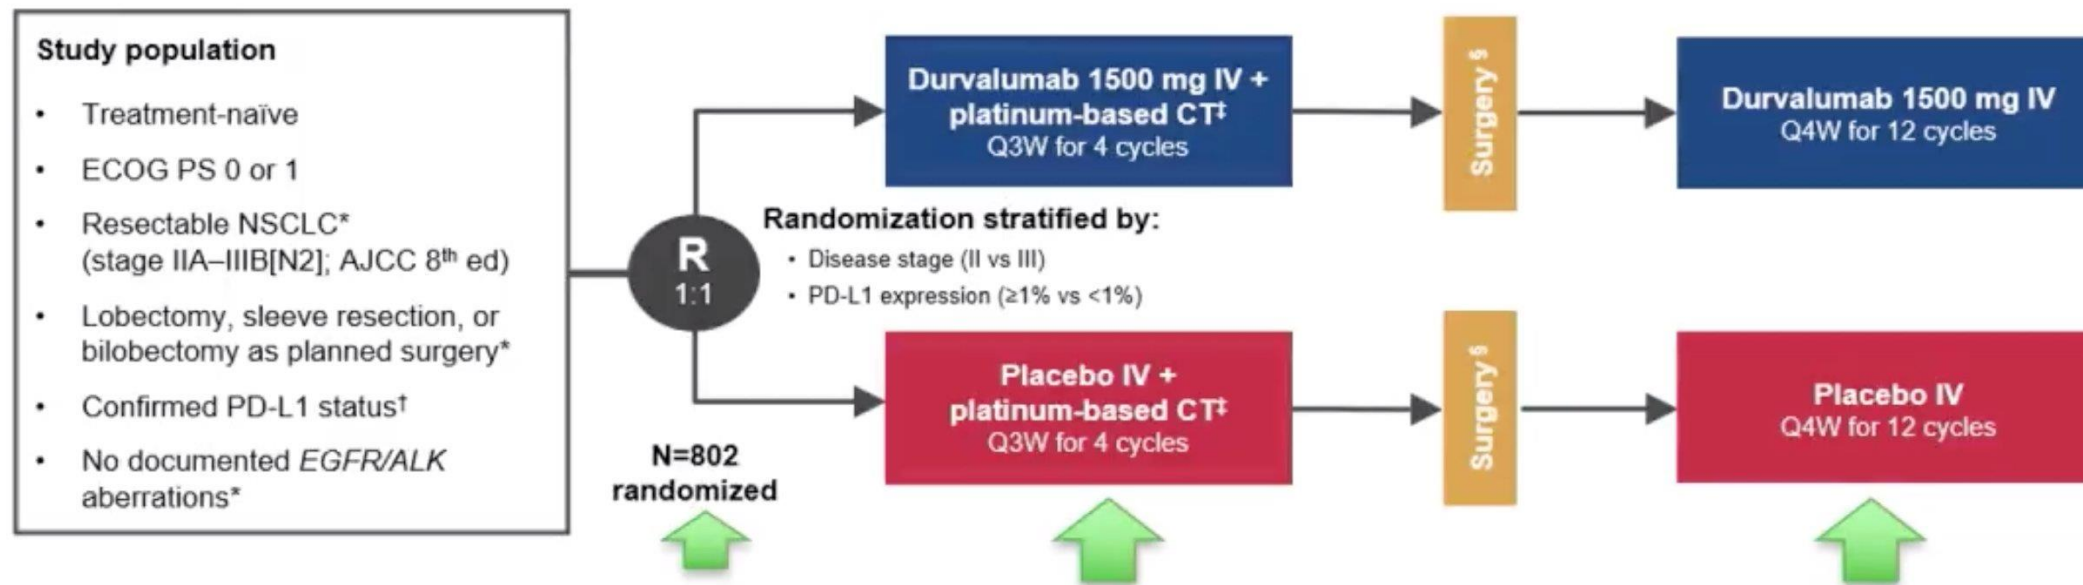 Study population
• Treatment-naïve
• ECOG PS 0 or 1
• Resectable NSCLC*
(stage IIA–IIIB[N2]; AJCC 8th ed)
• Lobectomy, sleeve resection, or
bilobectomy as planned surgery*
• Confirmed PD-L1 status†
• No documented EGFR/ALK
aberrations*
R
1:1
N=802
randomized
Randomization stratified by:
• Disease stage (II vs III)
• PD-L1 expression (≥1% vs <1%)
Durvalumab 1500 mg IV +
platinum-based CT‡
Q3W for 4 cycles
Surgery§
Durvalumab 1500 mg IV
Q4W for 12 cycles
Placebo IV +
platinum-based CT‡
Q3W for 4 cycles
Surgery§
Placebo IV
Q4W for 12 cycles